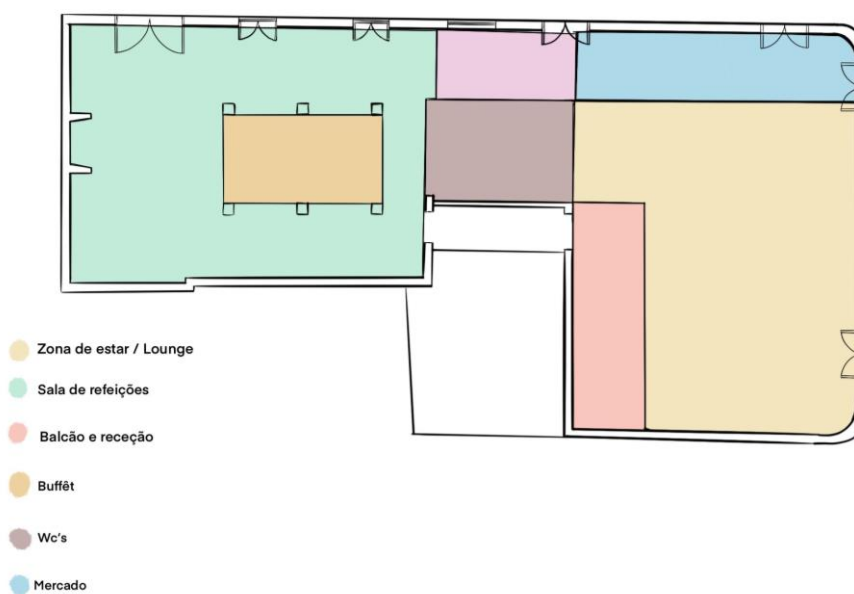 Zona de estar / Lounge
Sala de refeições
Balcão e receção
Buffêt
Wc's
Mercado